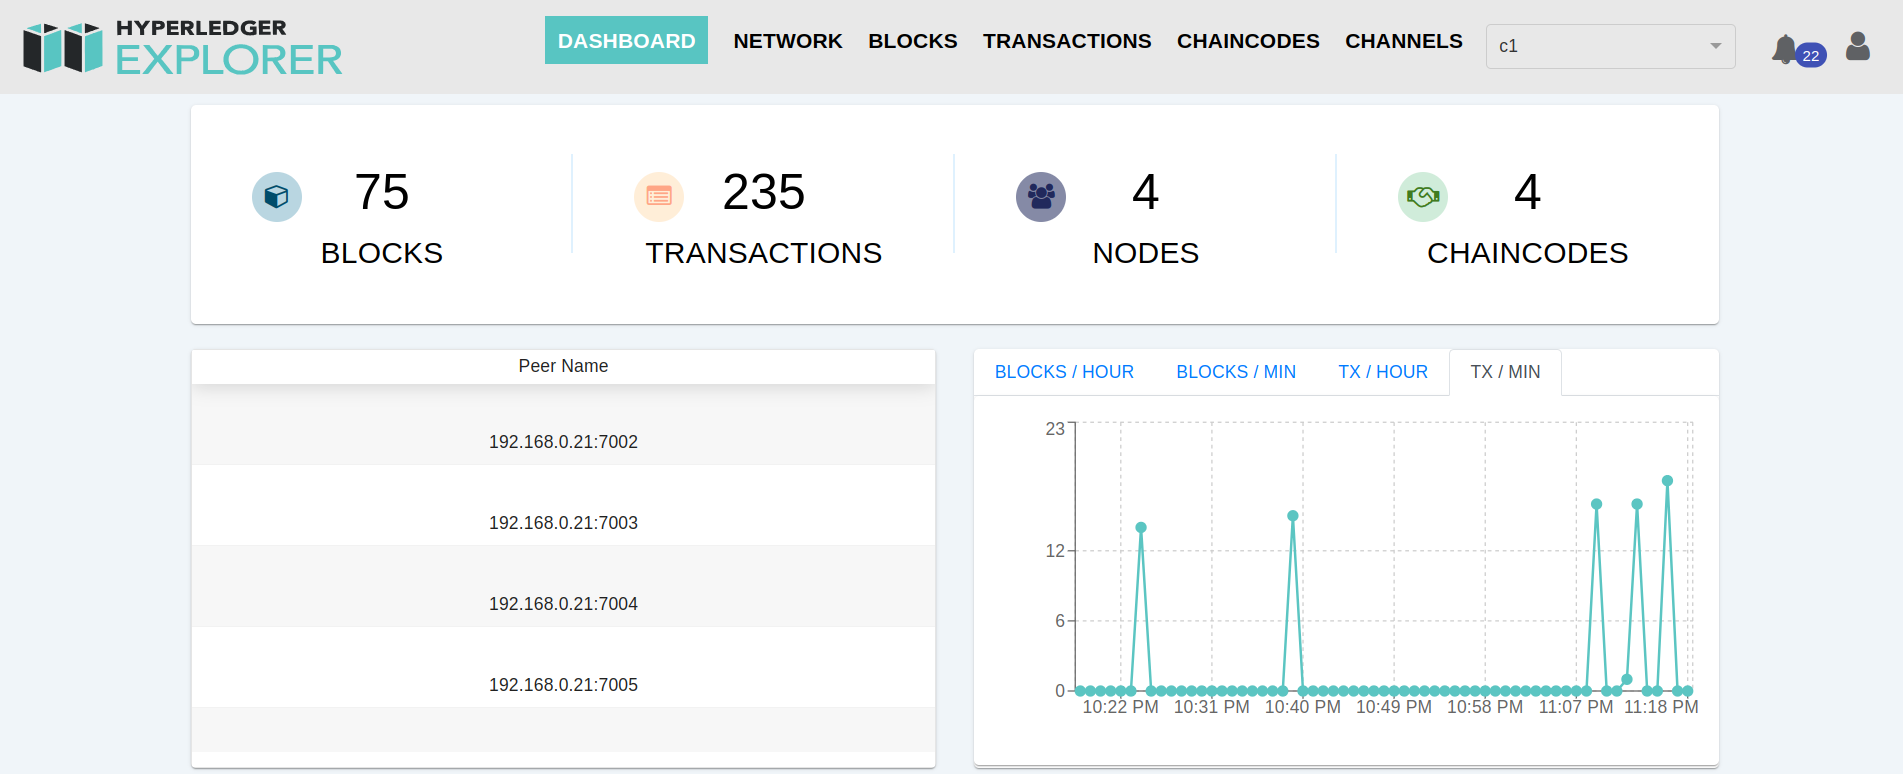 HYPERLEDGER
EXPLORER
DASHBOARD NETWORK BLOCKS TRANSACTIONS CHAINCODES CHANNELS c1 22
75 235 4 4
BLOCKS TRANSACTIONS NODES CHAINCODES
Peer Name
192.168.0.21:7002
192.168.0.21:7003
192.168.0.21:7004
192.168.0.21:7005
BLOCKS / HOUR BLOCKS / MIN TX / HOUR TX / MIN
23
12
6
0
10:22 PM 10:31 PM 10:40 PM 10:49 PM 10:58 PM 11:07 PM 11:18 PM